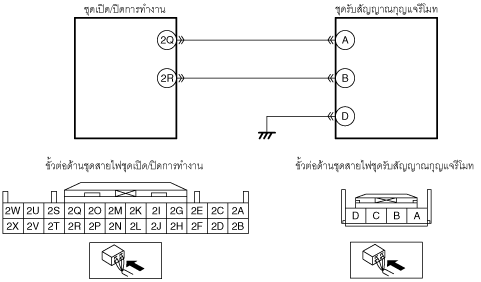 ชุดเปิด/ปิดการทำงาน
ชุดรับสัญญาณกุญแจรีโมท
2Q A
2R B
D
ขั้วต่อด้านชุดสายไฟชุดเปิด/ปิดการทำงาน
ขั้วต่อด้านชุดสายไฟชุดรับสัญญาณกุญแจรีโมท
2W 2U 2S 2Q 2O 2M 2K 2I 2G 2E 2C 2A
2X 2V 2T 2R 2P 2N 2L 2J 2H 2F 2D 2B
D C B A